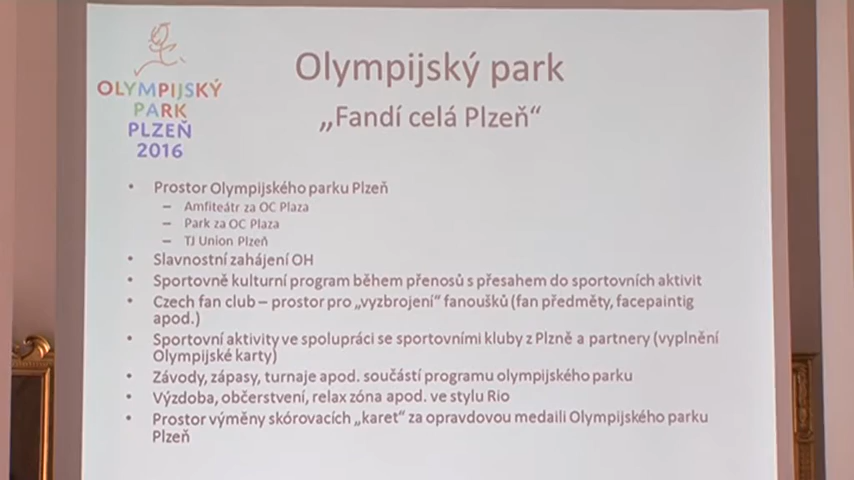 OLYMPIJSKÝ
PARK
PLZEŇ
2016
Olympijský park
„Fandí celá Plzeň“
• Prostor Olympijského parku Plzeň
– Amfiteátr za OC Plaza
– Park za OC Plaza
– TJ Union Plzeň
• Slavnostní zahájení OH
• Sportovně kulturní program během přenosů s přesahem do sportovních aktivit
• Czech fan club – prostor pro „vyzbrojení“ fanoušků (fan předměty, facepaintig
apod.)
• Sportovní aktivity ve spolupráci se sportovními kluby z Plzně a partnery (vyplnění
Olympijské karty)
• Závody, zápasy, turnaje apod. součástí programu olympijského parku
• Výzdoba, občerstvení, relax zóna apod. ve stylu Rio
• Prostor výměny skórovacích „karet“ za opravdovou medaili Olympijského parku
Plzeň